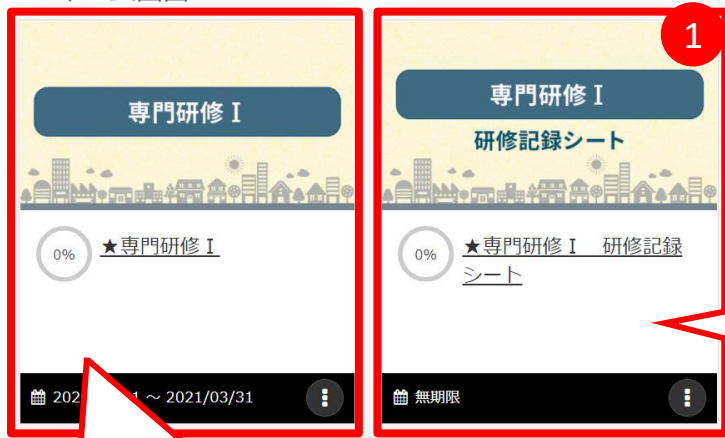 専門研修Ⅰ
0%
★専門研修Ⅰ
～ 2021/03/31
1
専門研修Ⅰ
研修記録シート
0%
★専門研修Ⅰ　研修記録
シート
無期限